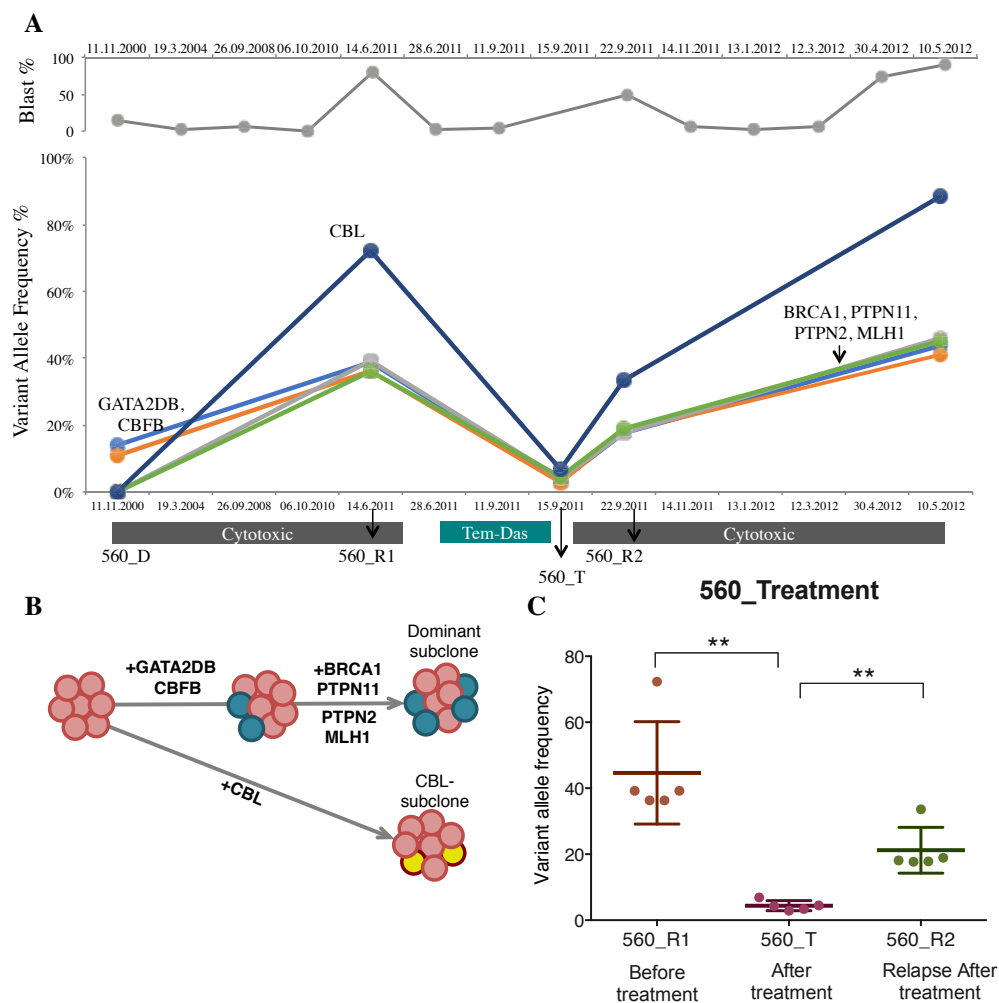 A
11.11.2000 19.3.2004 26.09.2008 06.10.2010 14.6.2011 28.6.2011 11.9.2011 15.9.2011 22.9.2011 14.11.2011 13.1.2012 12.3.2012 30.4.2012 10.5.2012
Blast %
100
50
0
Variant Allele Frequency %
100%
80%
60%
40%
20%
0%
CBL
BRCA1, PTPN11,
PTPN2, MLH1
GATA2DB,
CBFB
11.11.2000 19.3.2004 26.09.2008 06.10.2010 14.6.2011 28.6.2011 11.9.2011 15.9.2011 22.9.2011 14.11.2011 13.1.2012 12.3.2012 30.4.2012 10.5.2012
Cytotoxic Tem-Das Cytotoxic
560_D 560_R1 560_T 560_R2
B
+GATA2DB
CBFB
+BRCA1
PTPN11
PTPN2
MLH1
Dominant
subclone
+CBL
CBL-
subclone
C
560_Treatment
Variant allele frequency
80
60
40
20
0
** **
560_R1 560_T 560_R2
Before
treatment
After
treatment
Relapse After
treatment